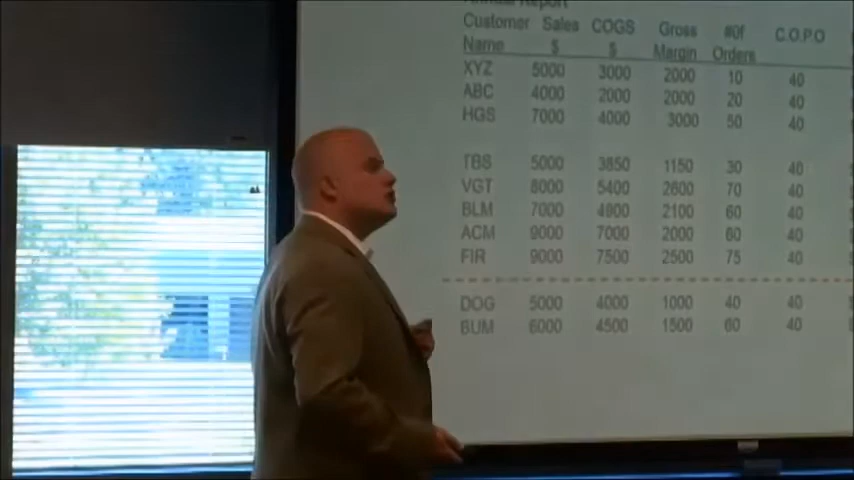 Annual Report
Customer Sales COGS Gross #0f C.O.P.O
Name $ $ Margin Orders
XYZ 5000 3000 2000 10 40
ABC 4000 2000 2000 20 40
HGS 7000 4000 3000 50 40
TBS 5000 3850 1150 30 40
VGT 8000 5400 2600 70 40
BLM 7000 4900 2100 60 40
ACM 9000 7000 2000 60 40
FIR 9000 7500 2500 75 40
DOG 5000 4000 1000 40 40
BUM 6000 4500 1500 60 40